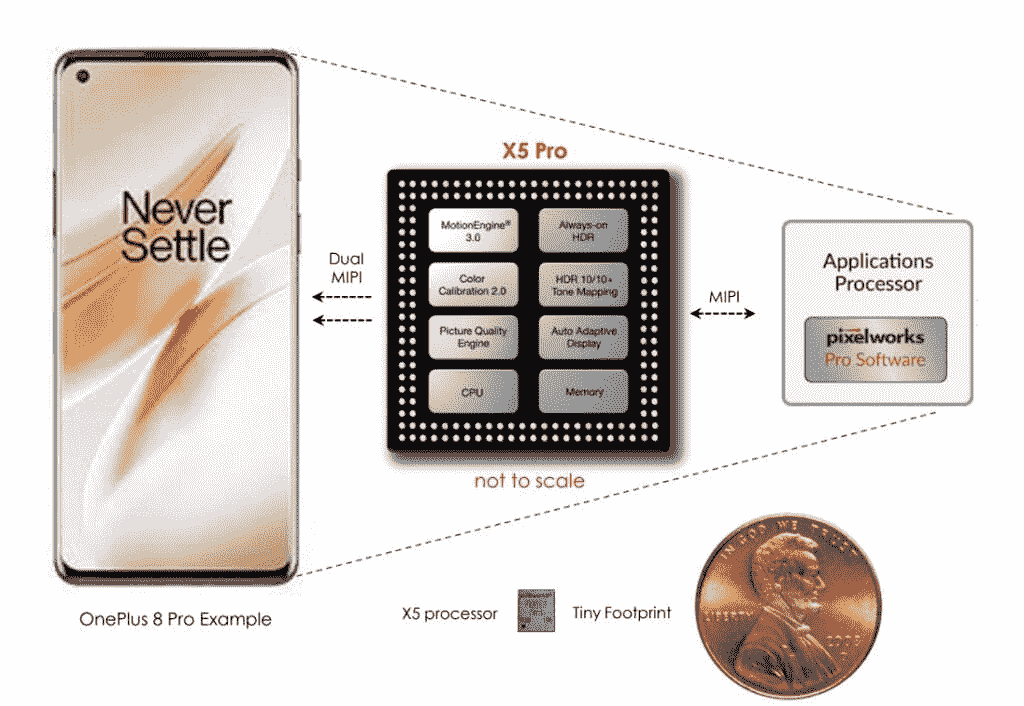 Never
Settle
OnePlus 8 Pro Example
Dual
MIPI
X5 Pro
MotionEngine®
3.0
Always-on
HDR
Color
Calibration 2.0
HDR 10/10+
Tone Mapping
Picture Quality
Engine
Auto Adaptive
Display
CPU
Memory
not to scale
MIPI
Applications
Processor
pixelworks
Pro Software
X5 processor
Tiny Footprint
IN GOD WE TRUST
LIBERTY